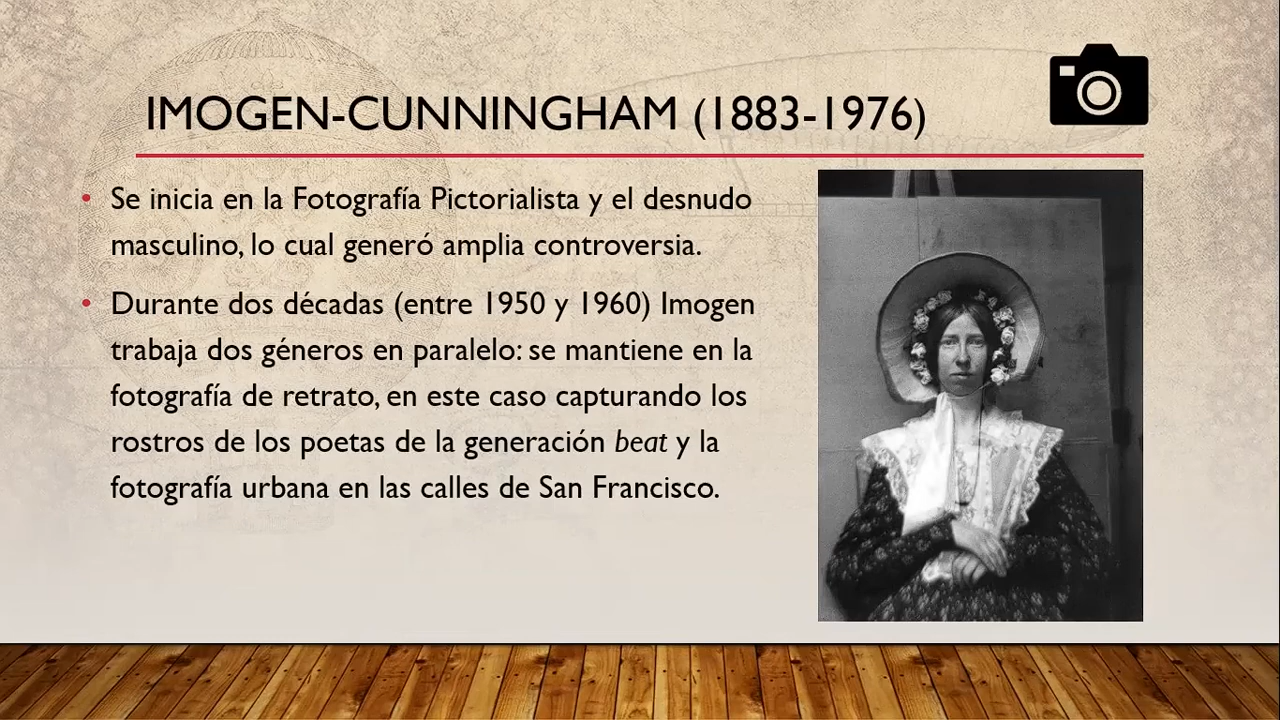 IMOGEN-CUNNINGHAM (1883-1976)
• Se inicia en la Fotografía Pictorialista y el desnudo
masculino, lo cual generó amplia controversia.
• Durante dos décadas (entre 1950 y 1960) Imogen
trabaja dos géneros en paralelo: se mantiene en la
fotografía de retrato, en este caso capturando los
rostros de los poetas de la generación beat y la
fotografía urbana en las calles de San Francisco.